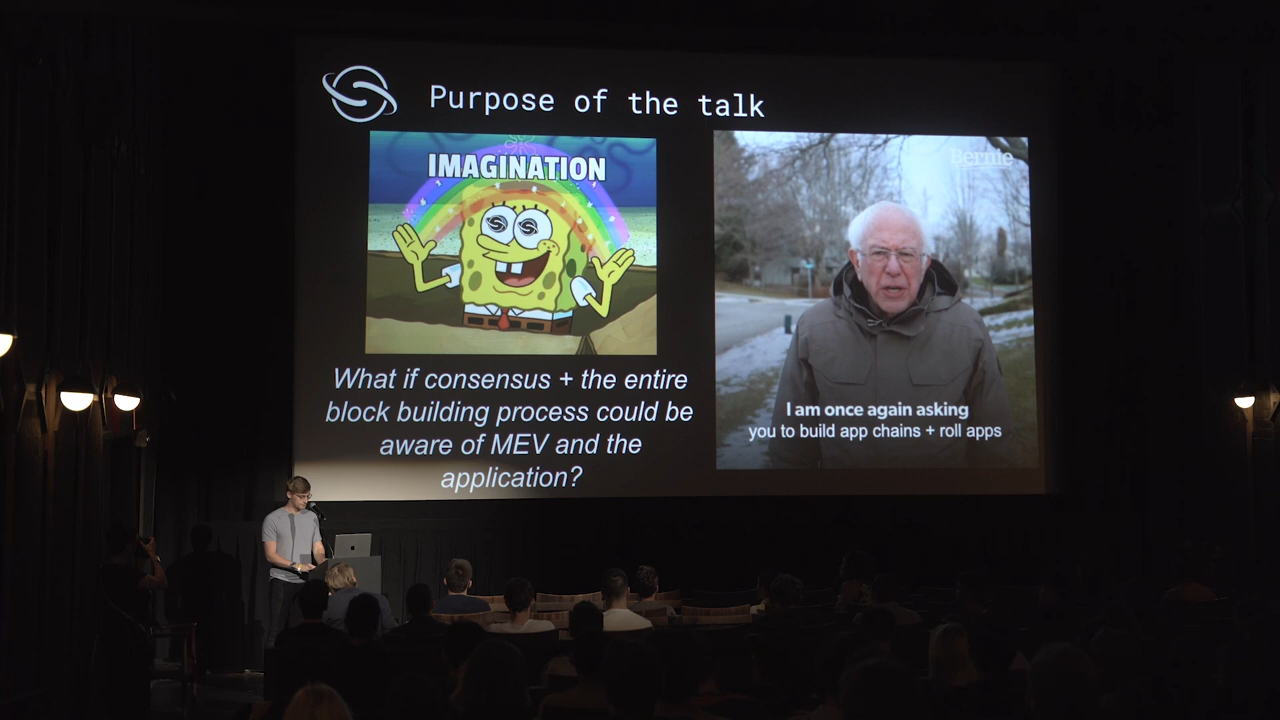 Purpose of the talk
IMAGINATION
What if consensus + the entire
block building process could be
aware of MEV and the
application?
Bernie
I am once again asking
you to build app chains + roll apps